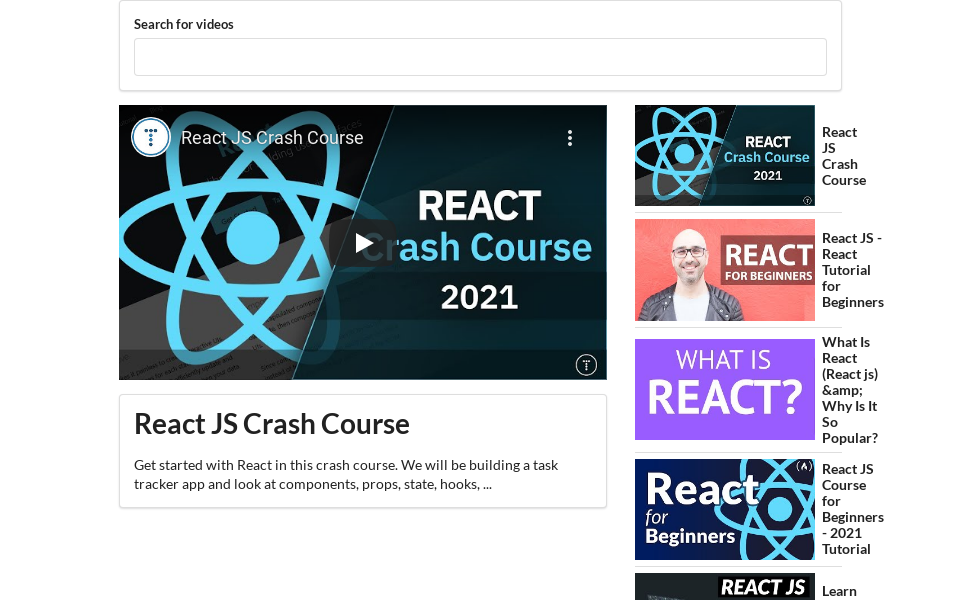 Search for videos
React JS Crash Course
REACT
Crash Course
2021
React JS Crash Course
Get started with React in this crash course. We will be building a task
tracker app and look at components, props, state, hooks, ...
REACT
Crash Course
2021
React
JS
Crash
Course
REACT
FOR BEGINNERS
React JS -
React
Tutorial
for
Beginners
WHAT IS
REACT?
What Is
React
(React js)
&amp;amp;
Why Is It
So
Popular?
React
for
Beginners
React JS
Course
for
Beginners
- 2021
Tutorial
REACT JS
Learn